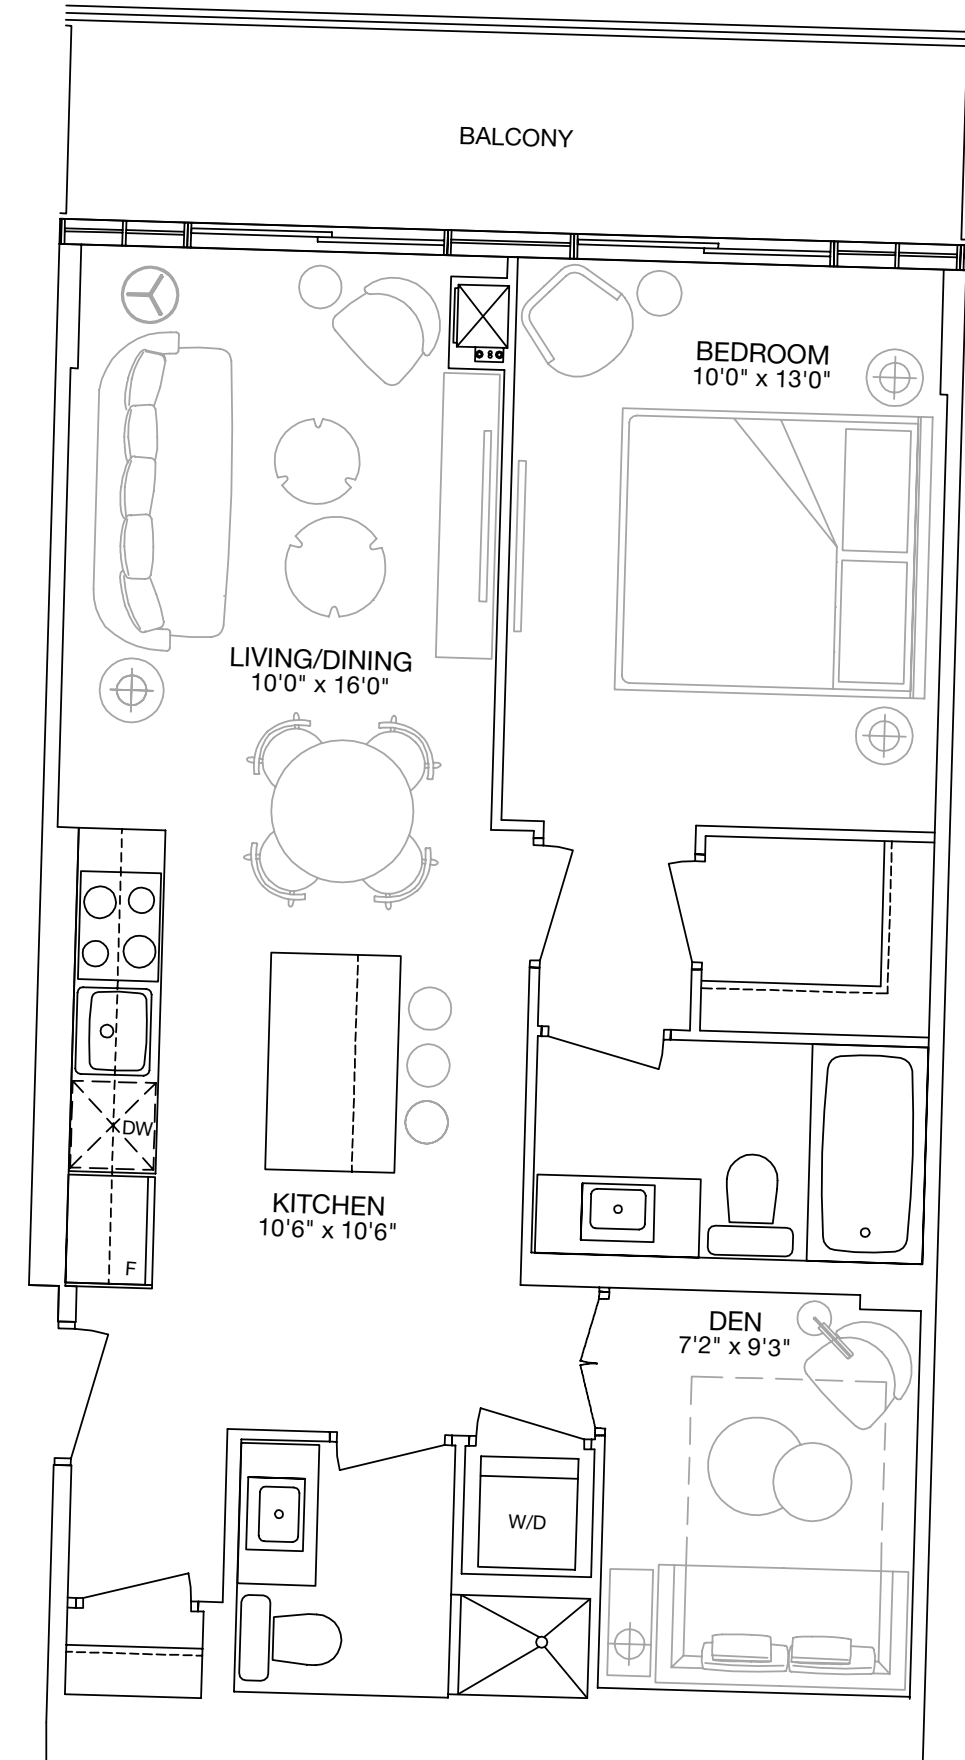 BALCONY
BEDROOM
10'0" x 13'0"
LIVING/DINING
10'0" x 16'0"
DW
KITCHEN
10'6" x 10'6"
F
DEN
7'2" x 9'3"
W/D